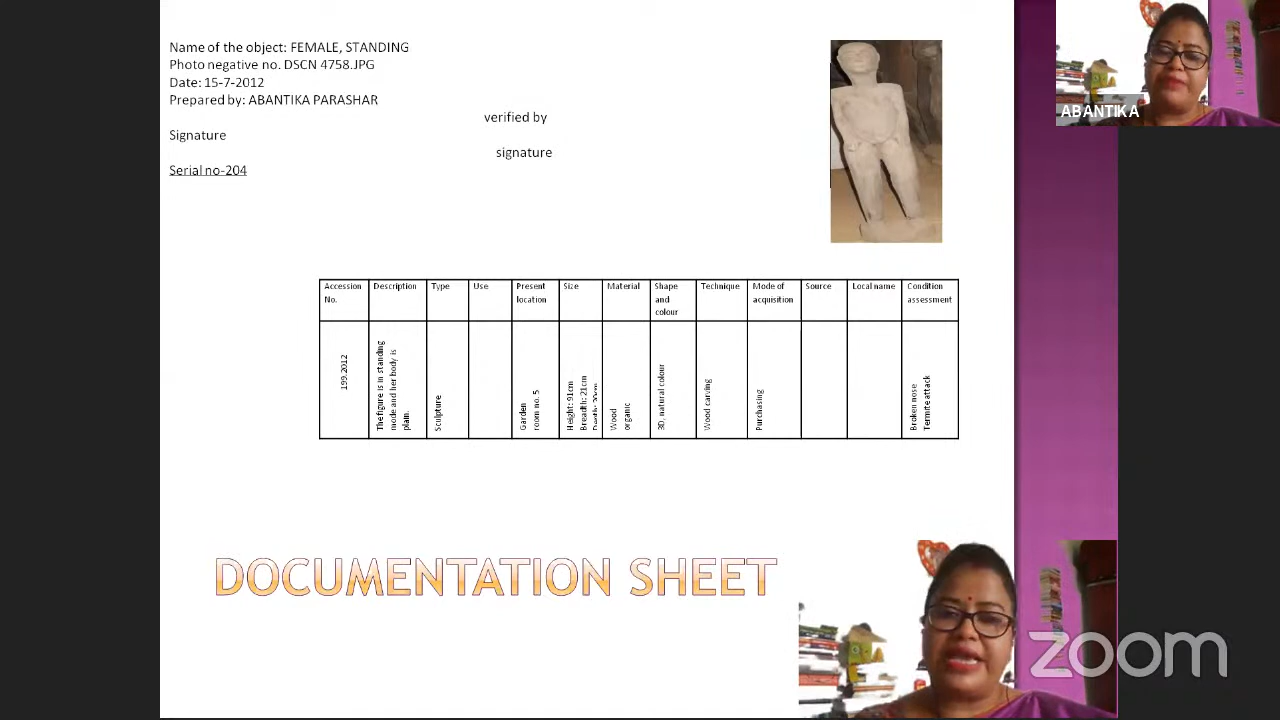 Name of the object: FEMALE, STANDING
Photo negative no. DSCN 4758.JPG
Date: 15-7-2012
Prepared by: ABANTIKA PARASHAR
verified by
Signature
signature
Serial no-204
Accession No.
Description
Type
Use
Present location
Size
Material
Shape and colour
Technique
Mode of acquisition
Source
Local name
Condition assessment
199.2012
The figure is in standing
mode and her body is
plain.
Sculpture
Garden
room no. 5
Height: 91cm
Breadth: 21cm
Wood
organic
3D, natural colour
Wood carving
Purchasing
Broken nose
Termite attack
DOCUMENTATION SHEET
ABANTIKA
zoom